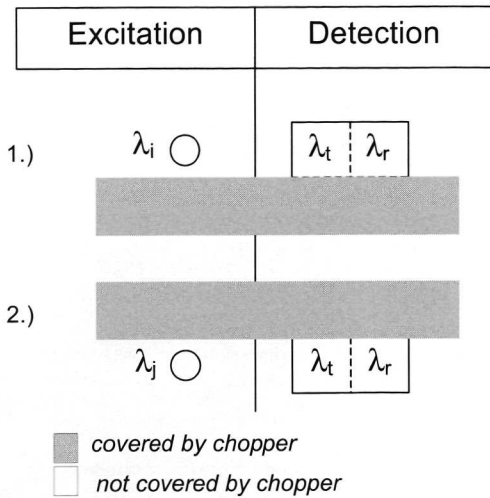 Excitation Detection
1.) λi λt λr
2.) λj λt λr
covered by chopper
not covered by chopper